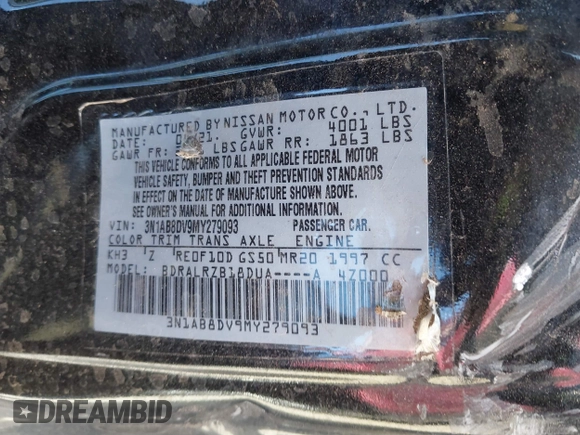 MANUFACTURED BY NISSAN MOTOR CO., LTD.
DATE: 04/21. GVWR: 4001 LBS
GAWR FR: LBS GAWR RR: 1863 LBS
THIS VEHICLE CONFORMS TO ALL APPLICABLE FEDERAL MOTOR
VEHICLE SAFETY, BUMPER AND THEFT PREVENTION STANDARDS
IN EFFECT ON THE DATE OF MANUFACTURE SHOWN ABOVE.
SEE OWNER'S MANUAL FOR ADDITIONAL INFORMATION.
VIN: 3N1AB8DV9MY279093 PASSENGER CAR.
COLOR TRIM TRANS AXLE ENGINE
KH3 Z RE0F10D GS50 MR20 1997 CC
MODEL: BDRALRZB18DUA----A 47000
3N1AB8DV9MY279093
DREAMBID